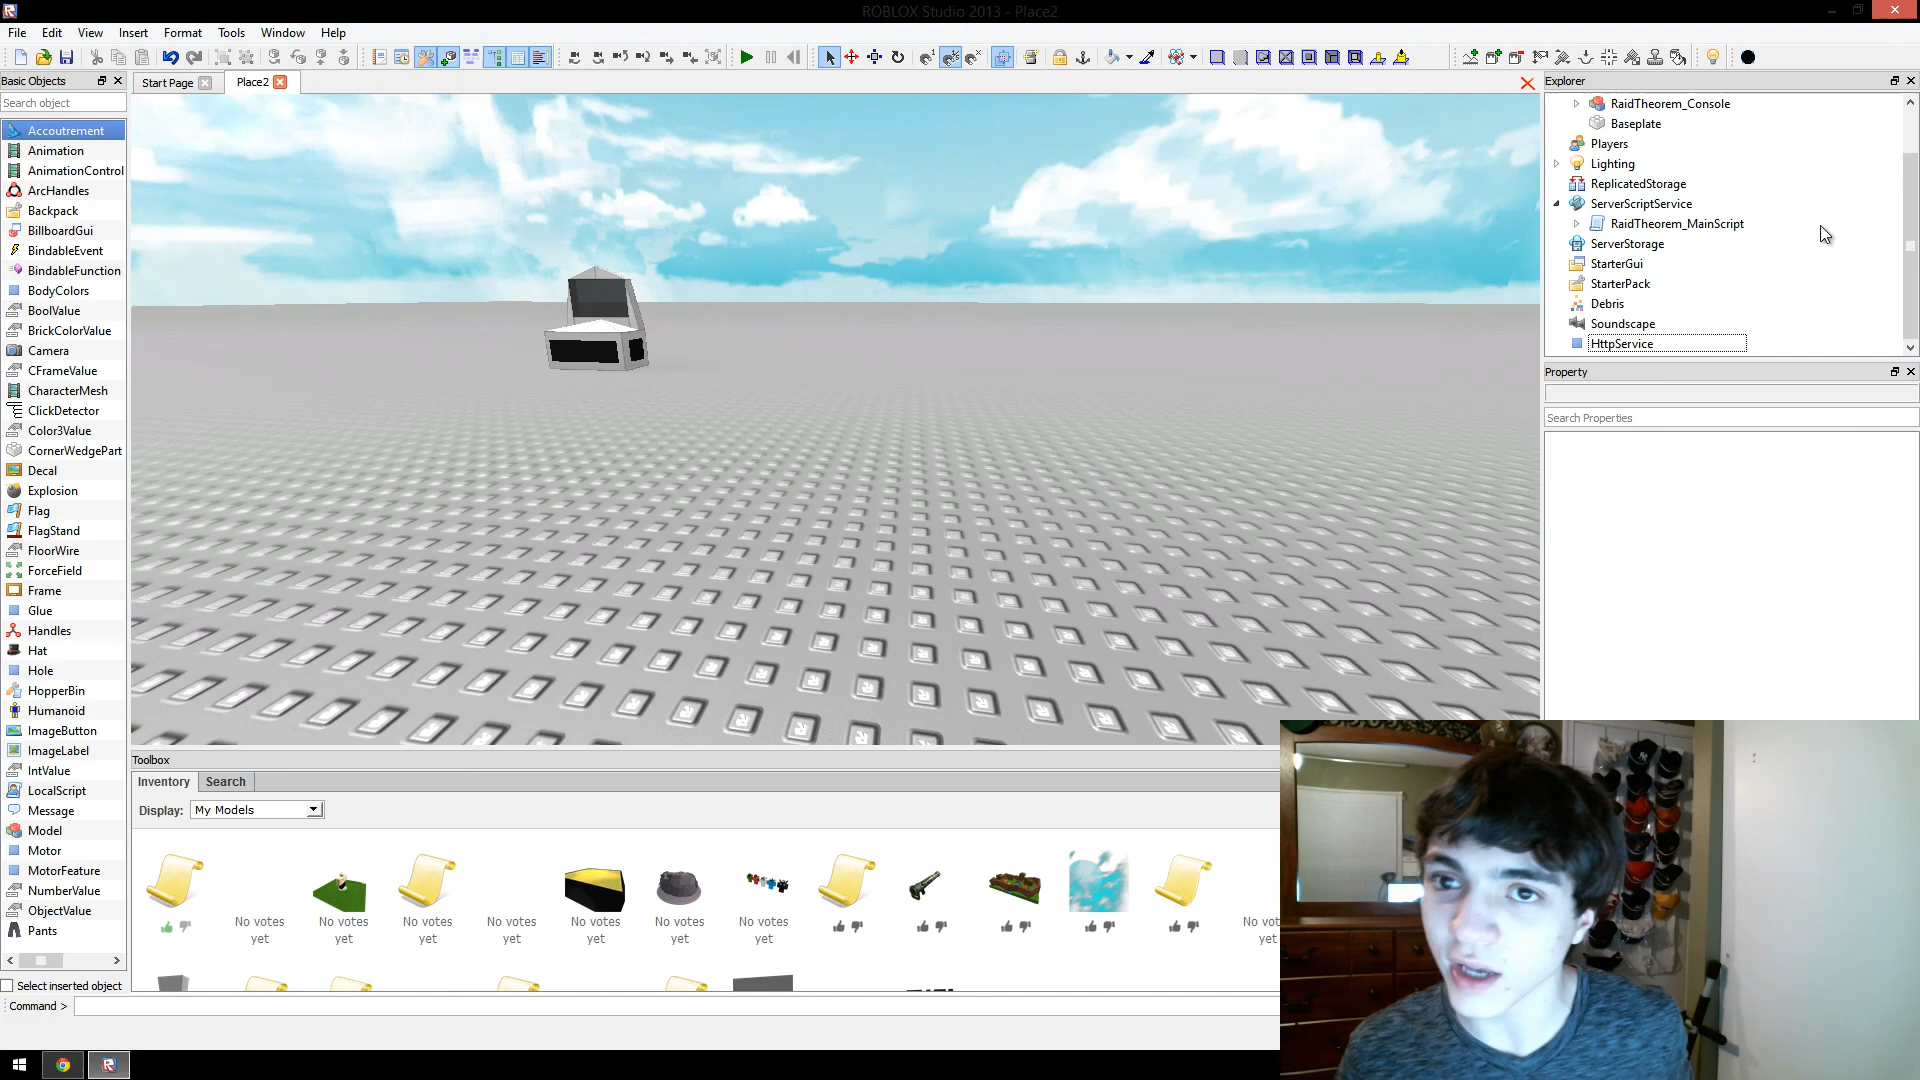 ROBLOX Studio 2013 - Place2
File Edit View Insert Format Tools Window Help
Basic Objects
Search object
Accoutrement
Animation
AnimationControl
ArcHandles
Backpack
BillboardGui
BindableEvent
BindableFunction
BodyColors
BoolValue
BrickColorValue
Camera
CFrameValue
CharacterMesh
ClickDetector
Color3Value
CornerWedgePart
Decal
Explosion
Flag
FlagStand
FloorWire
ForceField
Frame
Glue
Handles
Hat
Hole
HopperBin
Humanoid
ImageButton
ImageLabel
IntValue
LocalScript
Message
Model
Motor
MotorFeature
NumberValue
ObjectValue
Pants
Select inserted object
Command >
Start Page
Place2
Explorer
RaidTheorem_Console
Baseplate
Players
Lighting
ReplicatedStorage
ServerScriptService
RaidTheorem_MainScript
ServerStorage
StarterGui
StarterPack
Debris
Soundscape
HttpService
Property
Search Properties
Toolbox
Inventory Search
Display: My Models
No votes yet
No votes yet
No votes yet
No votes yet
No votes yet
No votes yet
No votes yet
No vot
yet